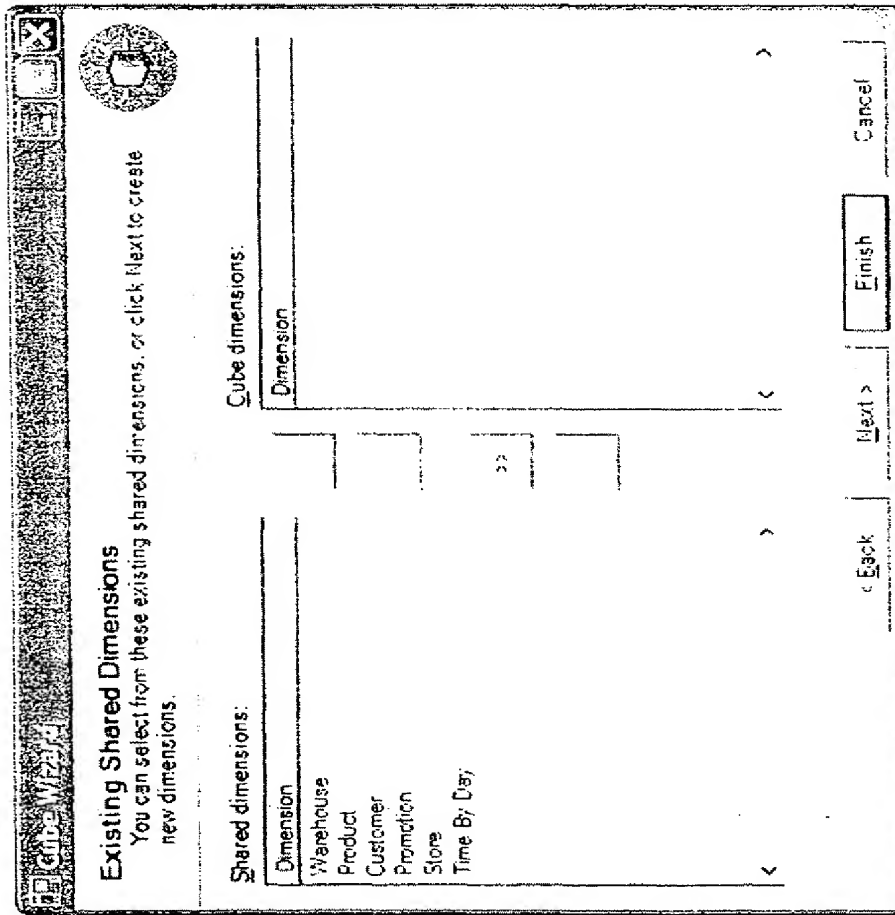 Cube Wizard
Existing Shared Dimensions
You can select from these existing shared dimensions, or click Next to create
new dimensions.
Shared dimensions:
Dimension
Warehouse
Product
Customer
Promotion
Store
Time By Day
>>
Cube dimensions:
Dimension
< Back
Next >
Finish
Cancel